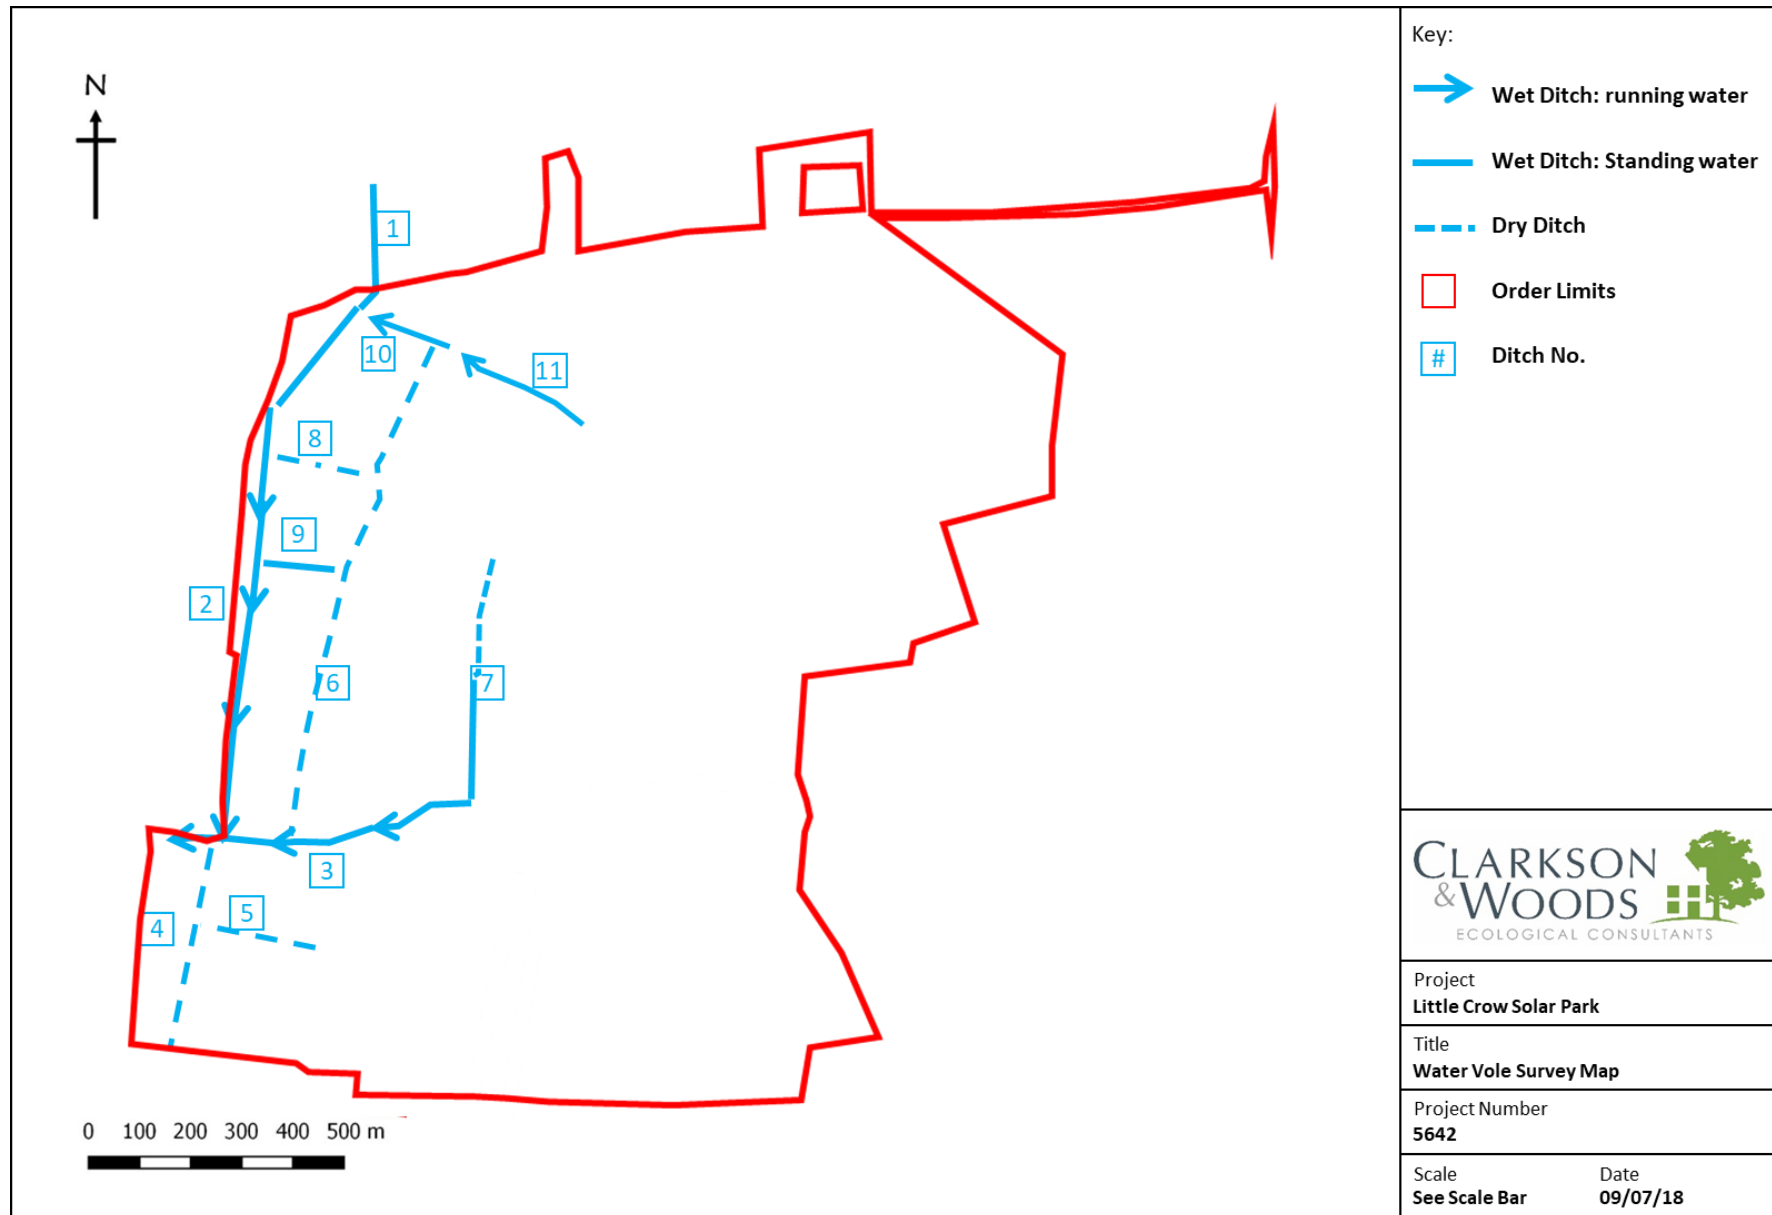 N
1
10
11
8
9
2
6
7
3
5
4
0 100 200 300 400 500 m
Key:
Wet Ditch: running water
Wet Ditch: Standing water
Dry Ditch
Order Limits
# Ditch No.
CLARKSON
& WOODS
ECOLOGICAL CONSULTANTS
Project
Little Crow Solar Park
Title
Water Vole Survey Map
Project Number
5642
Scale Date
See Scale Bar 09/07/18